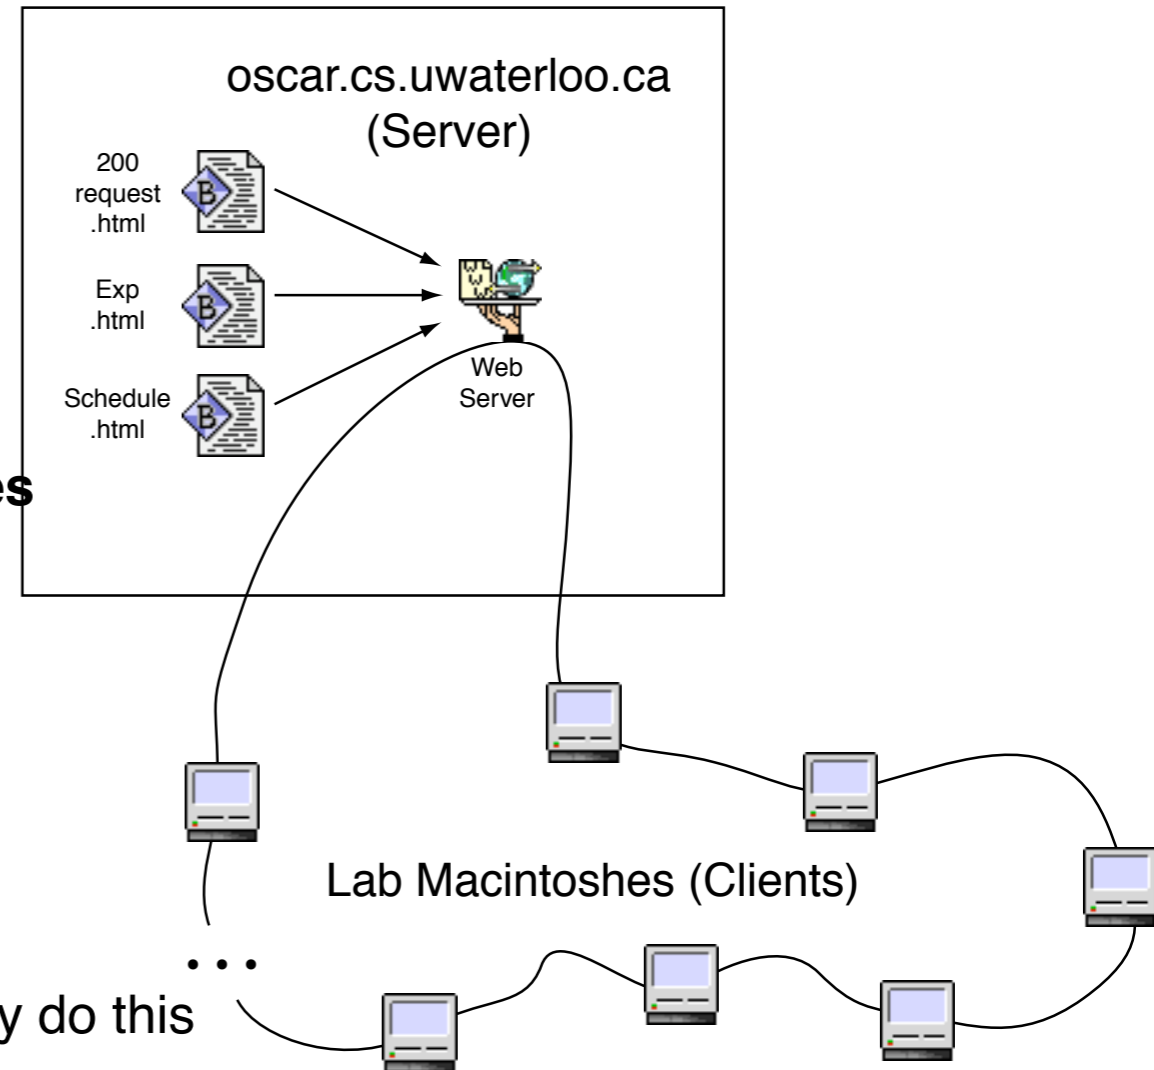 oscar.cs.uwaterloo.ca
(Server)
200
request
.html
Exp
.html
Schedule
.html
Web
Server
es
Lab Macintoshes (Clients)
...
y do this